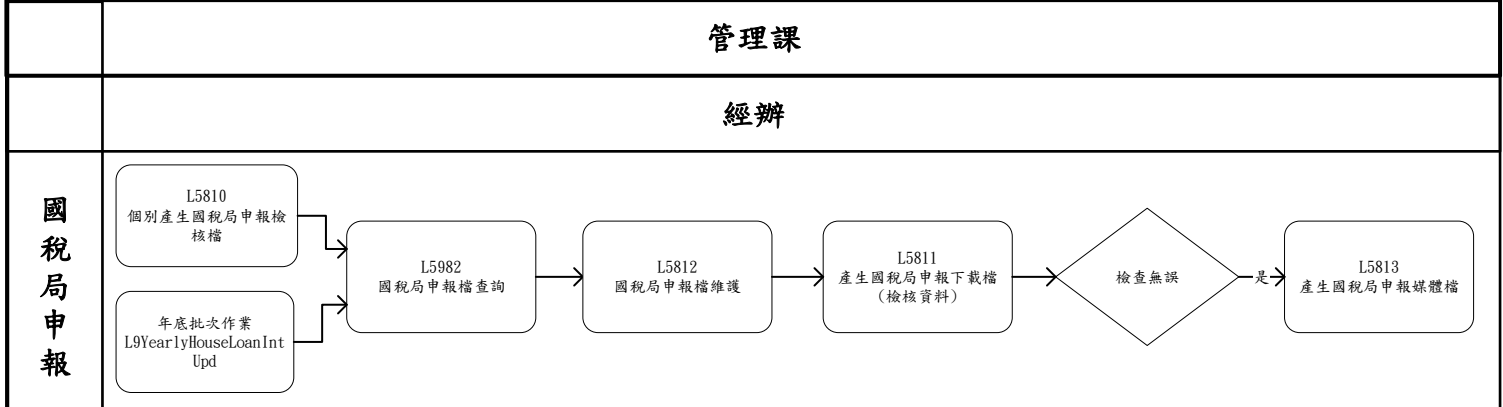 管理課
經辦
國
稅
局
申
報
L5810
個別產生國稅局申報檢
核檔
年底批次作業
L9YearlyHouseLoanInt
Upd
L5982
國稅局申報檔查詢
L5812
國稅局申報檔維護
L5811
產生國稅局申報下載檔
(檢核資料)
檢查無誤
是
L5813
產生國稅局申報媒體檔